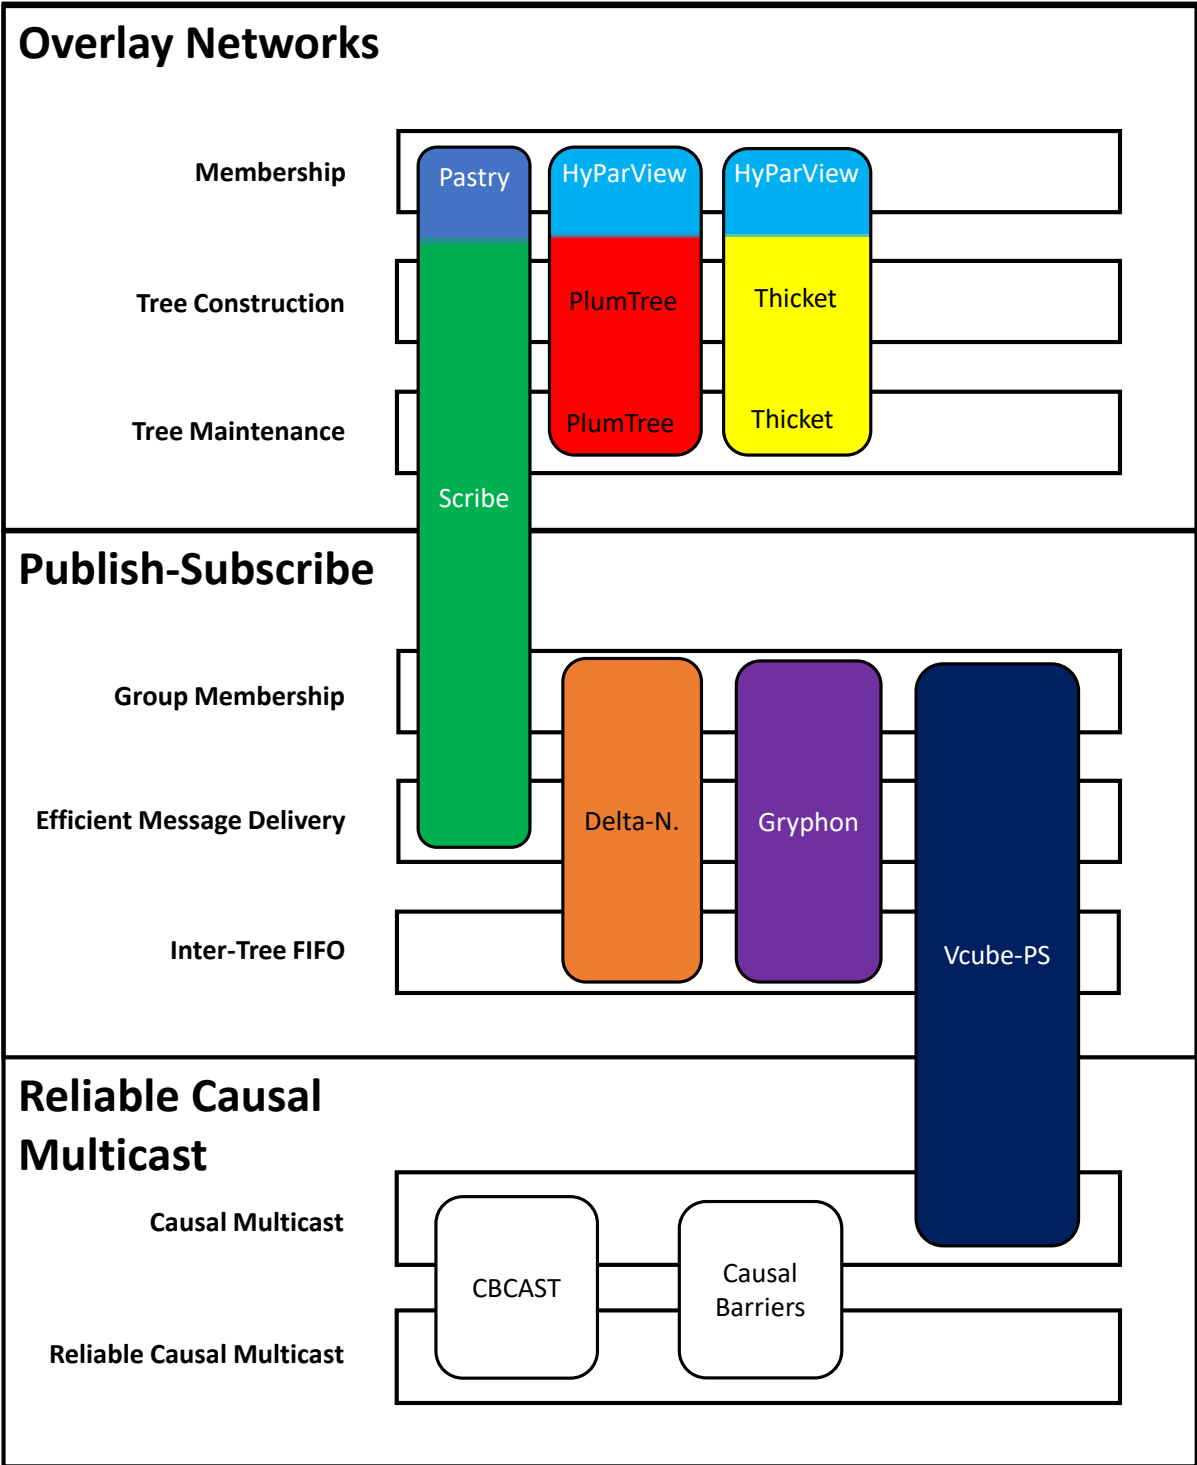 Overlay Networks
Membership
Pastry
HyParView
HyParView
Tree Construction
PlumTree
Thicket
Tree Maintenance
PlumTree
Thicket
Scribe
Publish-Subscribe
Group Membership
Efficient Message Delivery
Delta-N.
Gryphon
Inter-Tree FIFO
Vcube-PS
Reliable Causal
Multicast
Causal Multicast
CBCAST
Causal
Barriers
Reliable Causal Multicast